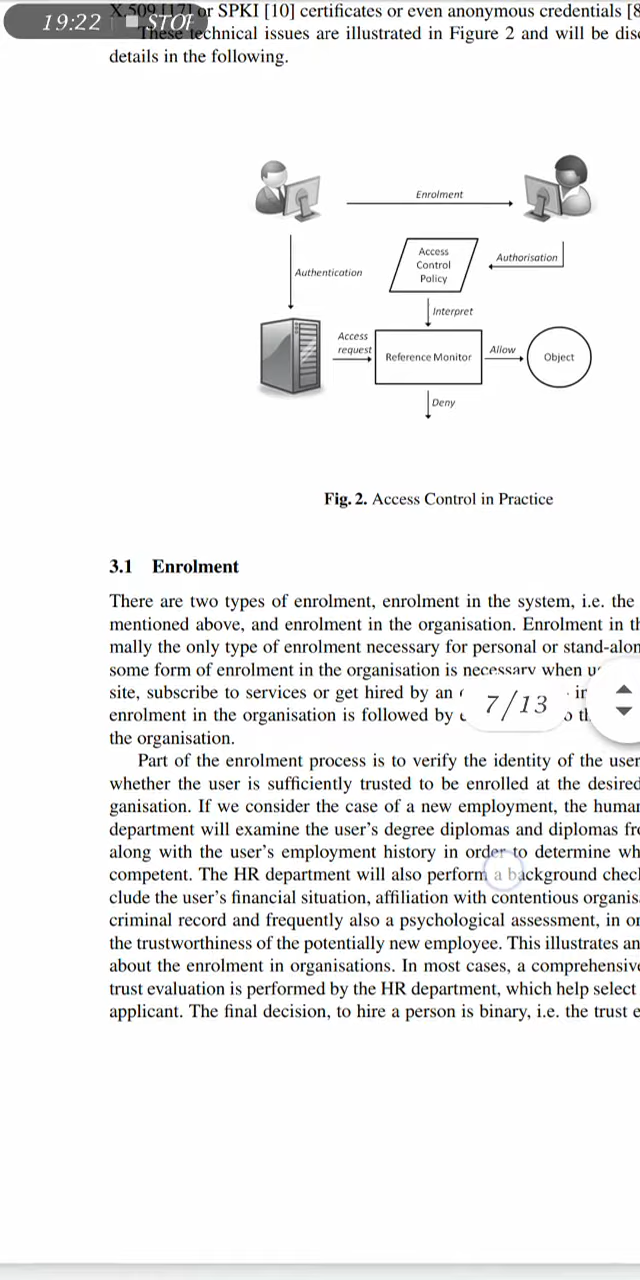 19:22 STOP
X.509 [17] or SPKI [10] certificates or even anonymous credentials [8
These technical issues are illustrated in Figure 2 and will be
details in the following.
Enrolment
Authentication
Access
Control
Policy
Authorisation
Interpret
Access
request
Reference Monitor
Allow
Object
Deny
Fig. 2. Access Control in Practice
3.1 Enrolment
There are two types of enrolment, enrolment in the system, i.e. the
mentioned above, and enrolment in the organisation. Enrolment in
mally the only type of enrolment necessary for personal or
some form of enrolment in the organisation is necessary when
site, subscribe to services or get hired by an
7/13
enrolment in the organisation is followed by
the organisation.
Part of the enrolment process is to verify the identity of the user
whether the user is sufficiently trusted to be enrolled at the desired
ganisation. If we consider the case of a new employment, the human
department will examine the user's degree diplomas and diplomas
along with the user's employment history in order to determine
competent. The HR department will also perform a background
clude the user's financial situation, affiliation with contentious
criminal record and frequently also a psychological assessment, in
the trustworthiness of the potentially new employee. This illustrates
about the enrolment in organisations. In most cases, a
trust evaluation is performed by the HR department, which help select
applicant. The final decision, to hire a person is binary, i.e. the trust